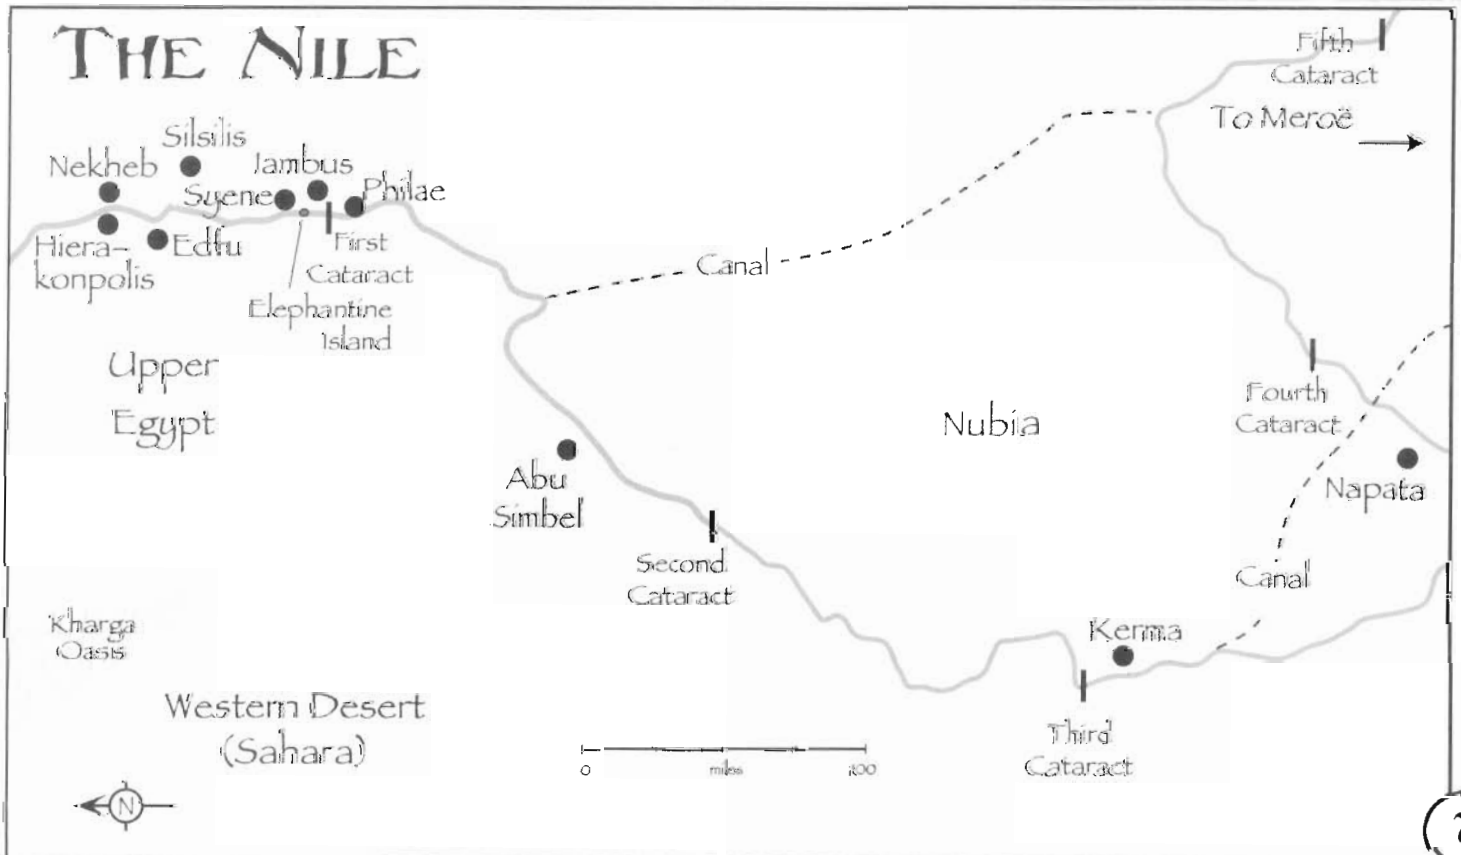 THE NILE
Fifth
Cataract
To Meroë
Silsilis
Nekheb
Jambus
Syene
Philae
Hiera–
konpolis
Edfu
First
Cataract
Elephantine
Island
Canal
Upper
Egypt
Nubia
Fourth
Cataract
Napata
Abu
Simbel
Second
Cataract
Canal
Kharga
Oasis
Kerma
Western Desert
(Sahara)
Third
Cataract
0 miles 100
N